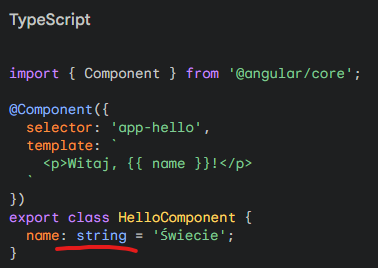 TypeScript
import { Component } from '@angular/core';
@Component({
selector: 'app-hello',
template: `
<p>Witaj, {{ name }}!</p>
`
})
export class HelloComponent {
name: string = 'Świecie';
}